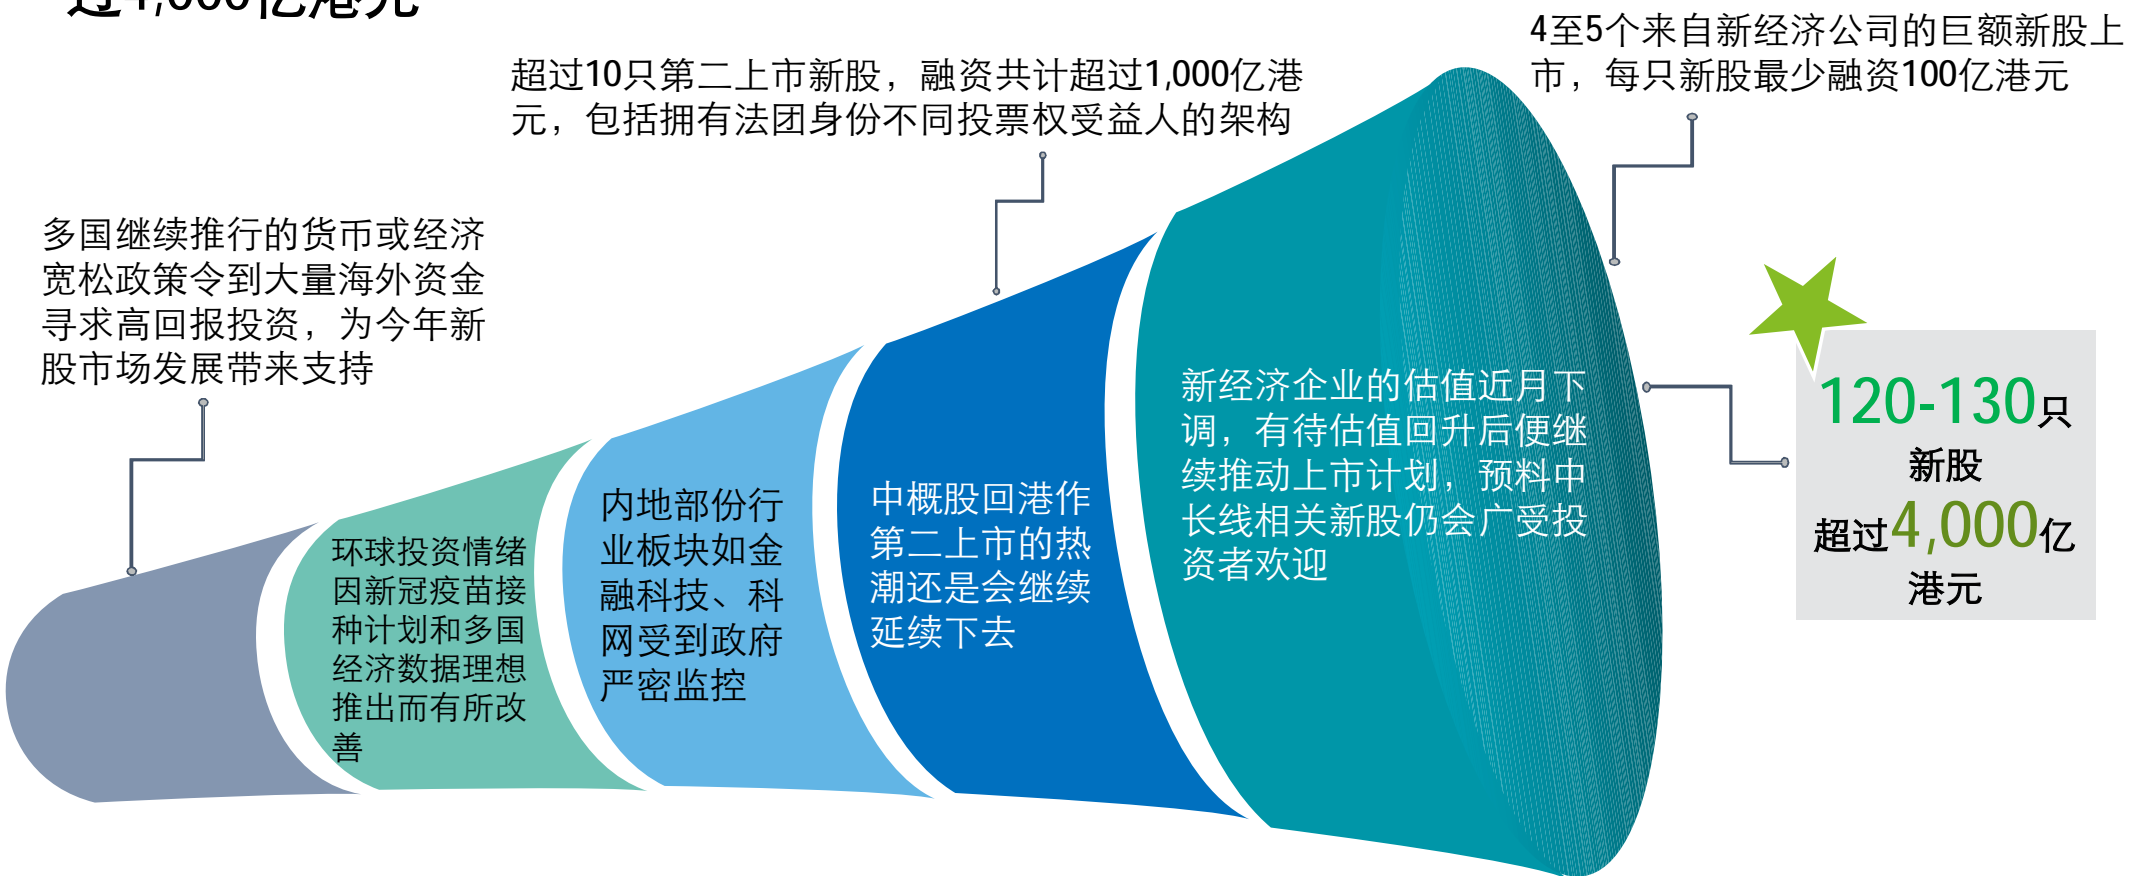 过4,000亿港元
4至5个来自新经济公司的巨额新股上
市，每只新股最少融资100亿港元
超过10只第二上市新股，融资共计超过1,000亿港
元，包括拥有法团身份不同投票权受益人的架构
多国继续推行的货币或经济
宽松政策令到大量海外资金
寻求高回报投资，为今年新
股市场发展带来支持
环球投资情绪
因新冠疫苗接
种计划和多国
经济数据理想
推出而有所改
善
内地部份行
业板块如金
融科技、科
网受到政府
严密监控
中概股回港作
第二上市的热
潮还是会继续
延续下去
新经济企业的估值近月下
调，有待估值回升后便继
续推动上市计划，预料中
长线相关新股仍会广受投
资者欢迎
120-130只
新股
超过4,000亿
港元